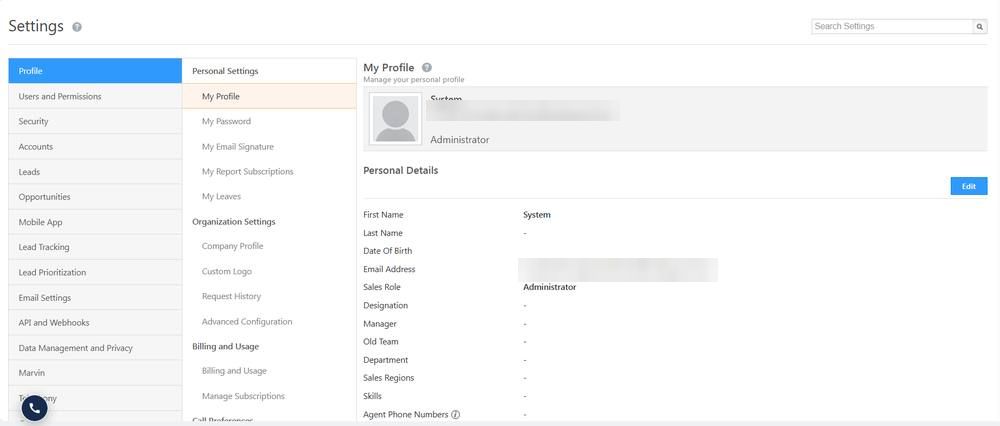 Settings
Search Settings
Profile
Users and Permissions
Security
Accounts
Leads
Opportunities
Mobile App
Lead Tracking
Lead Prioritization
Email Settings
API and Webhooks
Data Management and Privacy
Marvin
Personal Settings
My Profile
My Password
My Email Signature
My Report Subscriptions
My Leaves
Organization Settings
Company Profile
Custom Logo
Request History
Advanced Configuration
Billing and Usage
Billing and Usage
Manage Subscriptions
Call Preferences
My Profile
Manage your personal profile
System
Administrator
Personal Details
Edit
First Name System
Last Name -
Date Of Birth
Email Address
Sales Role Administrator
Designation -
Manager -
Old Team -
Department -
Sales Regions -
Skills -
Agent Phone Numbers -